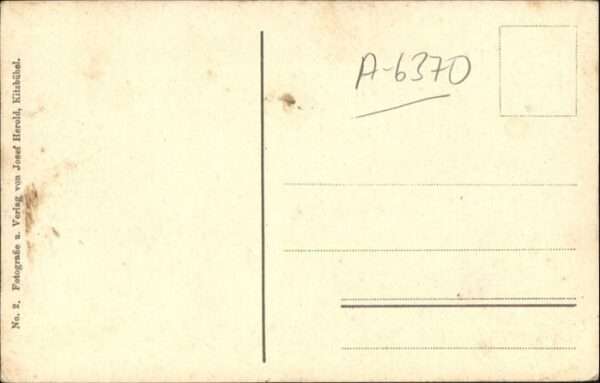 No. 2. Fotografie u. Verlag von Josef Herold, Kitzbühel.
A-6370